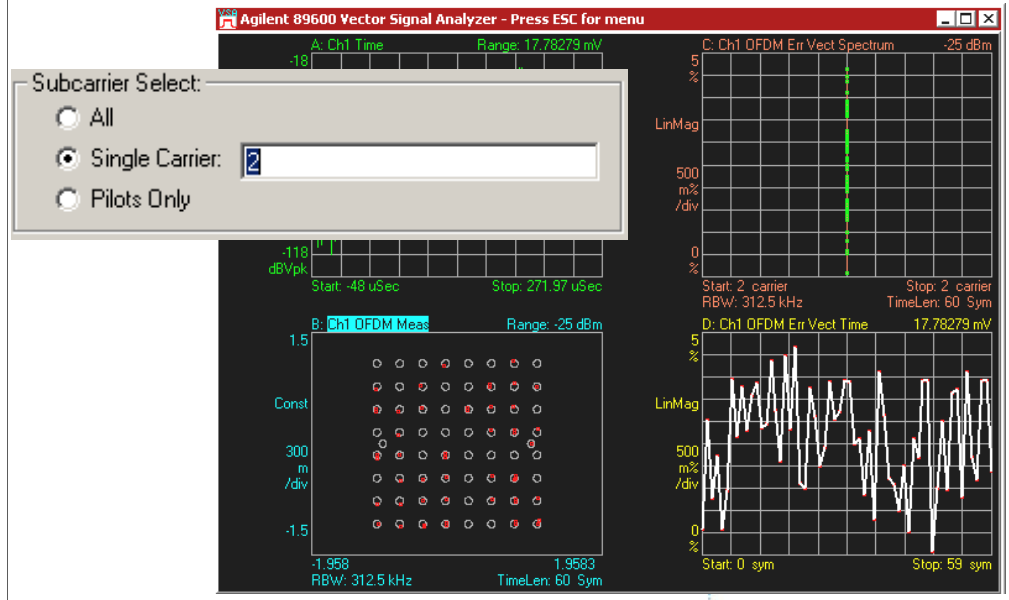 VSA Agilent 89600 Vector Signal Analyzer - Press ESC for menu
A: Ch1 Time Range: 17.78279 mV
-18
Subcarrier Select:
All
Single Carrier: 2
Pilots Only
-118
dBVpk
Start: -48 uSec Stop: 271.97 uSec
C: Ch1 OFDM Err Vect Spectrum -25 dBm
5
%
LinMag
500
m%
/div
0
%
Start: 2 carrier Stop: 2 carrier
RBW: 312.5 kHz TimeLen: 60 Sym
B: Ch1 OFDM Meas Range: -25 dBm
1.5
Const
300
m
/div
-1.5
-1.958 1.9583
RBW: 312.5 kHz TimeLen: 60 Sym
D: Ch1 OFDM Err Vect Time 17.78279 mV
5
%
LinMag
500
m%
/div
0
%
Start: 0 sym Stop: 59 sym